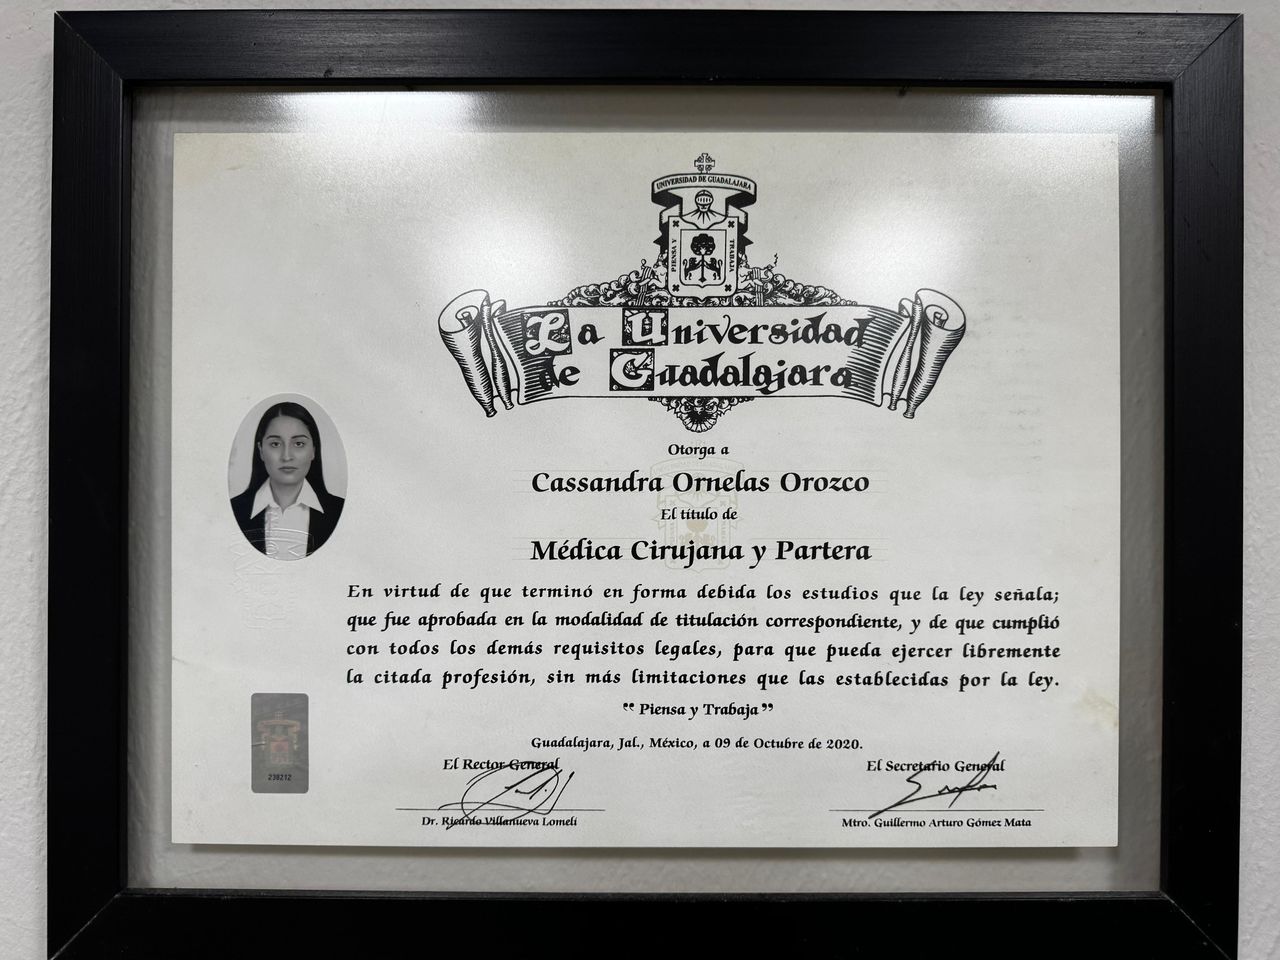 UNIVERSIDAD DE GUADALAJARA
PIENSA Y
TRABAJA
La Universidad
de Guadalajara
Otorga a
Cassandra Ornelas Orozco
El título de
Médica Cirujana y Partera
En virtud de que terminó en forma debida los estudios que la ley señala;
que fue aprobada en la modalidad de titulación correspondiente, y de que cumplió
con todos los demás requisitos legales, para que pueda ejercer libremente
la citada profesión, sin más limitaciones que las establecidas por la ley.
“ Piensa y Trabaja ”
Guadalajara, Jal., México, a 09 de Octubre de 2020.
El Rector General
El Secretario General
Dr. Ricardo Villanueva Lomelí
Mtro. Guillermo Arturo Gómez Mata
238212